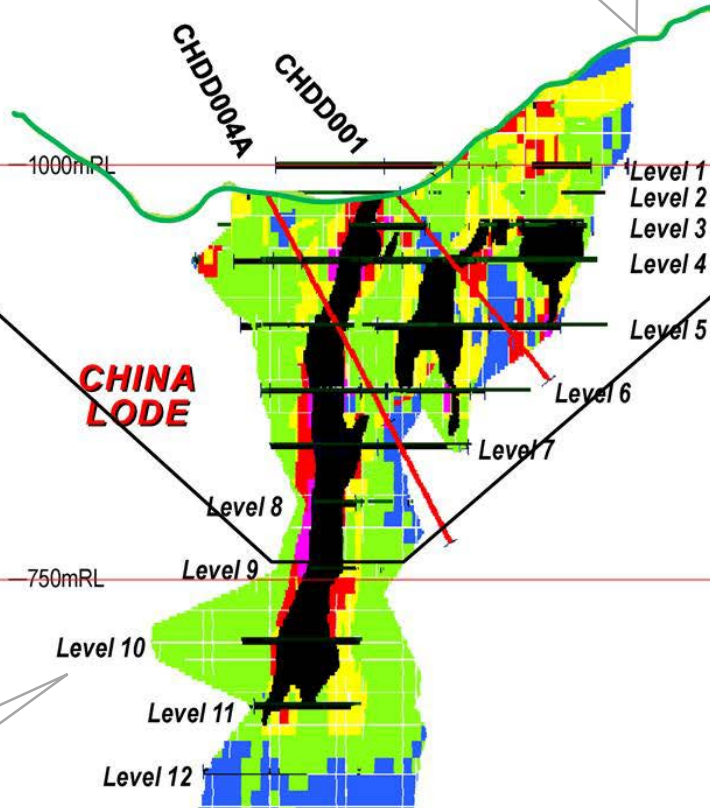 CHDD004A
CHDD001
1000mRL
Level 1
Level 2
Level 3
Level 4
Level 5
CHINA
LODE
Level 6
Level 7
Level 8
Level 9
750mRL
Level 10
Level 11
Level 12